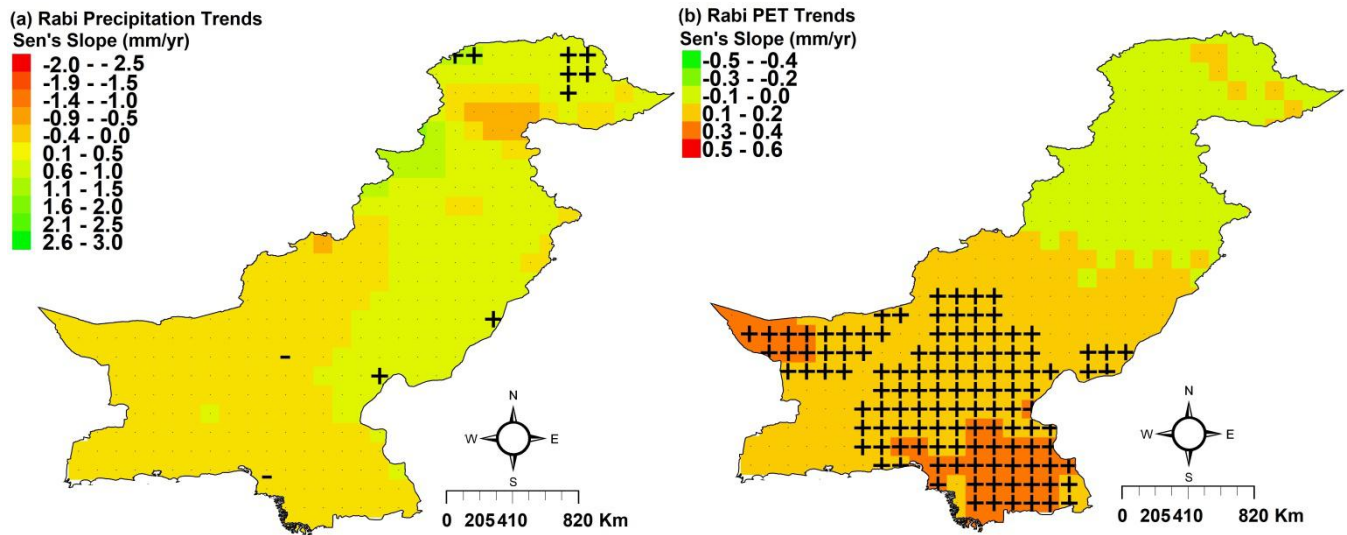 (a) Rabi Precipitation Trends
Sen's Slope (mm/yr)
-2.0 - - 2.5
-1.9 - -1.5
-1.4 - -1.0
-0.9 - -0.5
-0.4 - -0.0
0.1 - 0.5
0.6 - 1.0
1.1 - 1.5
1.6 - 2.0
2.1 - 2.5
2.6 - 3.0
N
W E
S
0 205 410 820 Km
(b) Rabi PET Trends
Sen's Slope (mm/yr)
-0.5 - -0.4
-0.3 - -0.2
-0.1 - 0.0
0.1 - 0.2
0.3 - 0.4
0.5 - 0.6
N
W E
S
0 205 410 820 Km